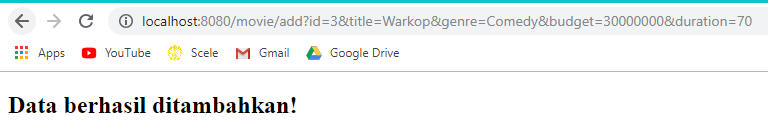 localhost:8080/movie/add?id=3&title=Warkop&genre=Comedy&budget=30000000&duration=70
Apps YouTube Scele Gmail Google Drive
Data berhasil ditambahkan!